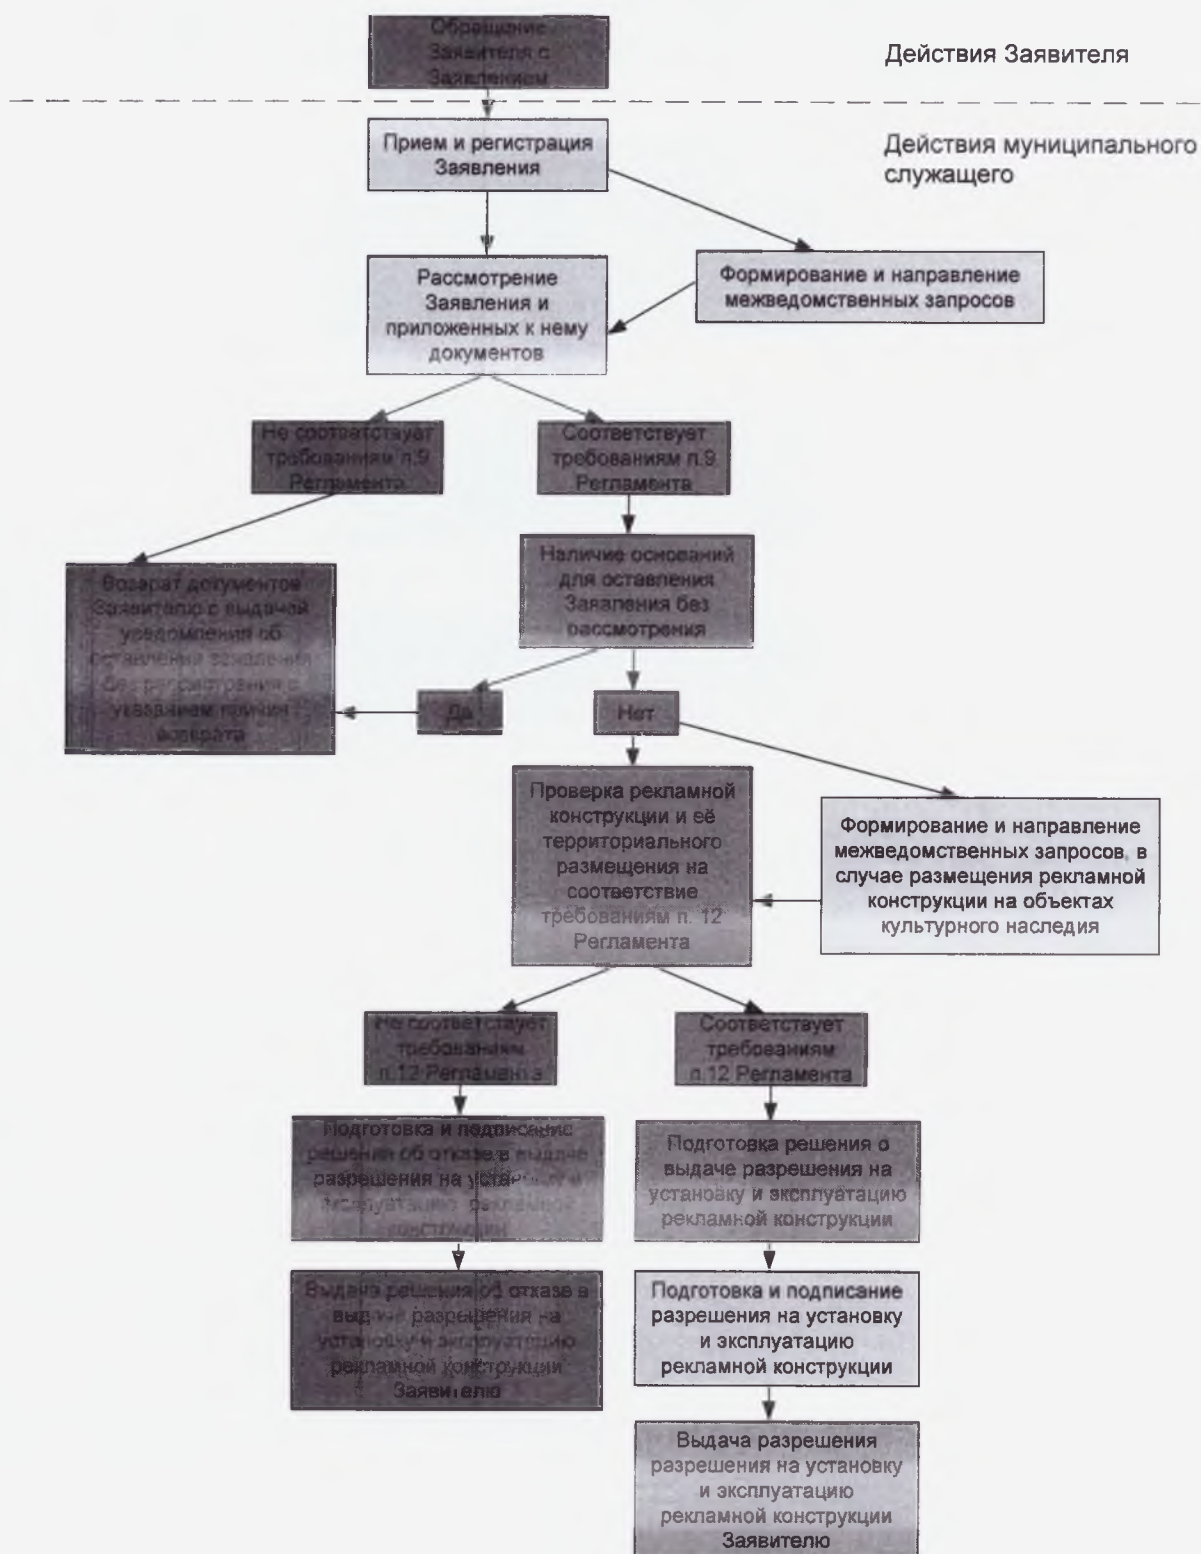 Обращение
Заявителя с
Заявлением
Действия Заявителя
Прием и регистрация
Заявления
Действия муниципального
служащего
Рассмотрение
Заявления и
приложенных к нему
документов
Формирование и направление
межведомственных запросов
Не соответствует
требованиям п.9
Регламента
Соответствует
требованиям п.9
Регламента
Наличие оснований
для оставления
Заявления без
рассмотрения
Возврат документов
Заявителю с выдачей
уведомления об
оставлении заявления
без рассмотрения с
указанием причин
возврата
Да
Нет
Проверка рекламной
конструкции и её
территориального
размещения на
соответствие
требованиям п. 12
Регламента
Формирование и направление
межведомственных запросов, в
случае размещения рекламной
конструкции на объектах
культурного наследия
Не соответствует
требованиям
п.12 Регламента
Соответствует
требованиям
п.12 Регламента
Подготовка и подписание
решения об отказе в выдаче
разрешения на установку и
эксплуатацию рекламной
конструкции
Подготовка решения о
выдаче разрешения на
установку и эксплуатацию
рекламной конструкции
Выдача решения об отказе в
выдаче разрешения на
установку и эксплуатацию
рекламной конструкции
Заявителю
Подготовка и подписание
разрешения на установку
и эксплуатацию
рекламной конструкции
Выдача разрешения
разрешения на установку
и эксплуатацию
рекламной конструкции
Заявителю